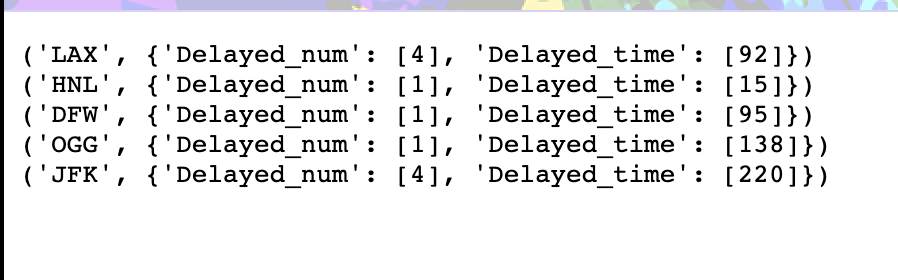 ('LAX', {'Delayed_num': [4], 'Delayed_time': [92]})
('HNL', {'Delayed_num': [1], 'Delayed_time': [15]})
('DFW', {'Delayed_num': [1], 'Delayed_time': [95]})
('OGG', {'Delayed_num': [1], 'Delayed_time': [138]})
('JFK', {'Delayed_num': [4], 'Delayed_time': [220]})